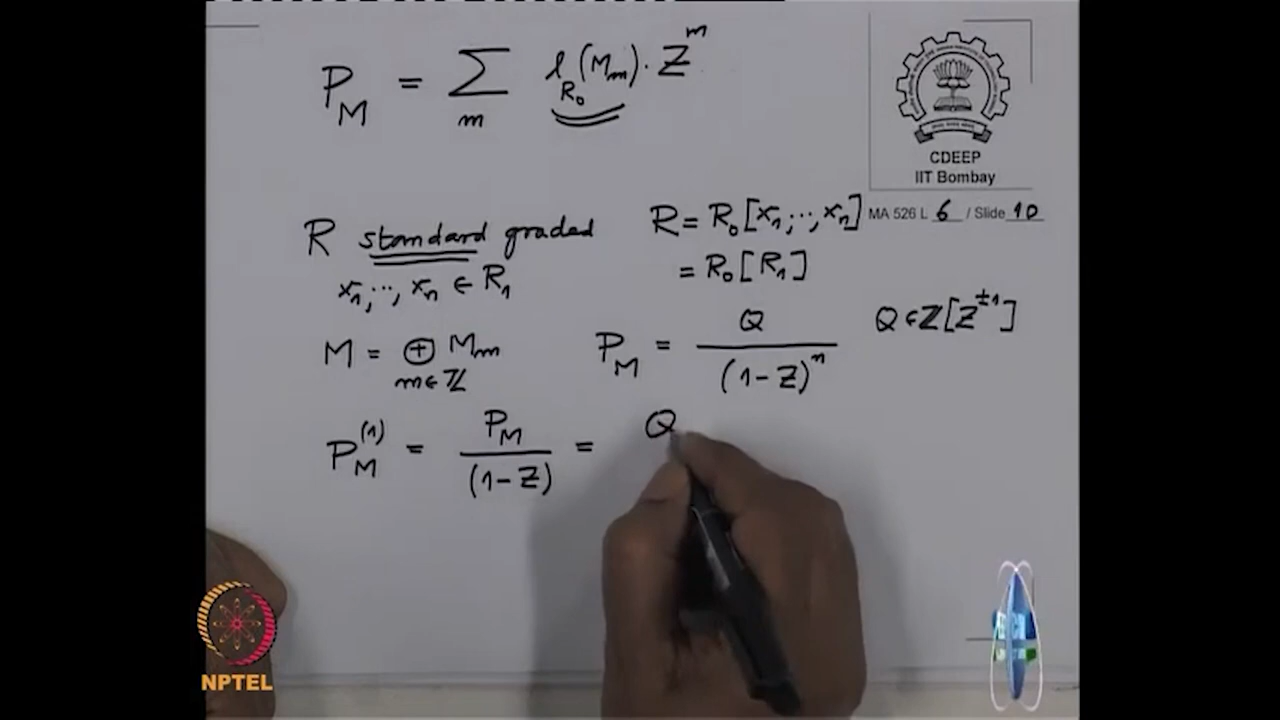 P_M = ∑_m ℓ_{R_0}(M_m) · Z^m
CDEEP
IIT Bombay
MA 526 L 6 / Slide 10
R standard graded R = R_0[x_1, ..., x_n]
x_1, ..., x_n ∈ R_1 = R_0[R_1]
M = ⊕_{m∈ℤ} M_m P_M = Q / (1-Z)^n Q ∈ ℤ[Z^{±1}]
P_M^{(1)} = P_M / (1-Z) = Q
NPTEL